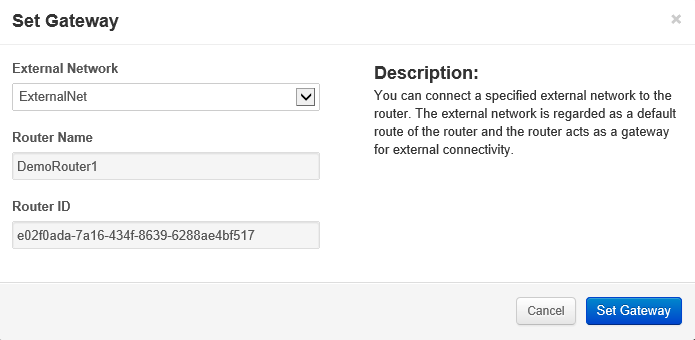 Set Gateway
×
External Network
ExternalNet
Router Name
DemoRouter1
Router ID
e02f0ada-7a16-434f-8639-6288ae4bf517
Description:
You can connect a specified external network to the
router. The external network is regarded as a default
route of the router and the router acts as a gateway
for external connectivity.
Cancel
Set Gateway